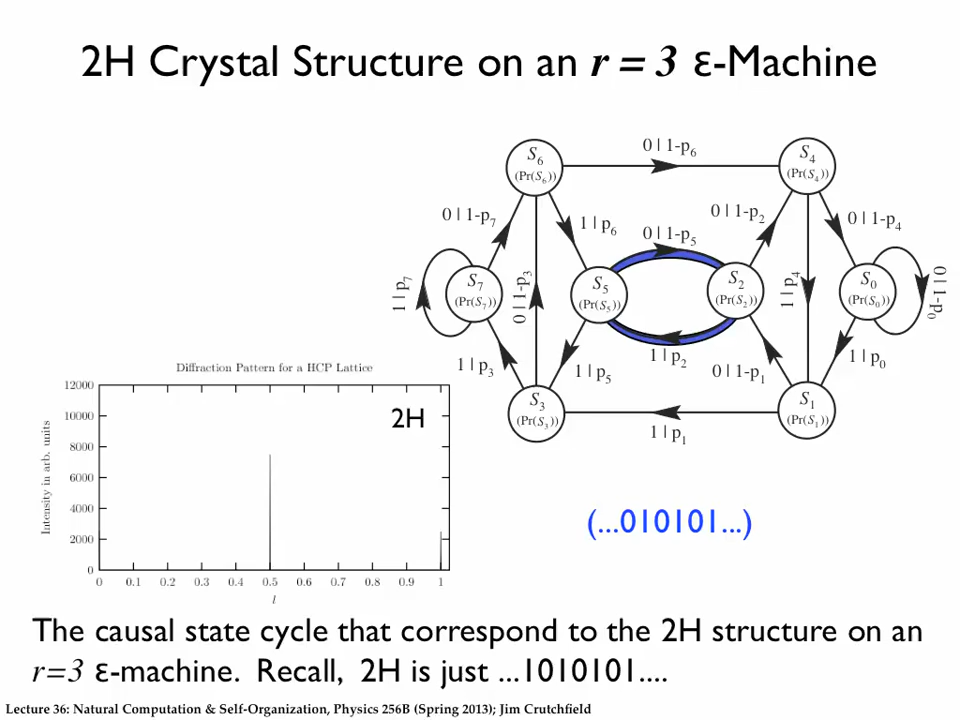 2H Crystal Structure on an r = 3 ε-Machine
0 | 1-p6
S6
(Pr(S6))
S4
(Pr(S4))
0 | 1-p7
1 | p6
0 | 1-p5
0 | 1-p2
0 | 1-p4
1 | p7
S7
(Pr(S7))
0 | 1-p3
S5
(Pr(S5))
S2
(Pr(S2))
1 | p4
S0
(Pr(S0))
0 | 1-p0
1 | p3
1 | p5
1 | p2
0 | 1-p1
1 | p0
S3
(Pr(S3))
S1
(Pr(S1))
1 | p1
Diffraction Pattern for a HCP Lattice
12000
10000
8000
6000
4000
2000
0
Intensity in arb. units
2H
0 0.1 0.2 0.3 0.4 0.5 0.6 0.7 0.8 0.9 1
l
(...010101...)
The causal state cycle that correspond to the 2H structure on an
r=3 ε-machine. Recall, 2H is just ...1010101....
Lecture 36: Natural Computation & Self-Organization, Physics 256B (Spring 2013); Jim Crutchfield